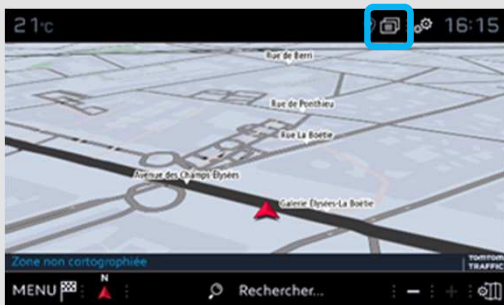 21°C 16:15
Rue de Berri
Rue de Ponthieu
Rue La Boétie
Avenue des Champs Élysées
Galerie Élysées-La Boétie
Zone non cartographiée
TOMTOM
TRAFFIC
MENU N Rechercher... − +